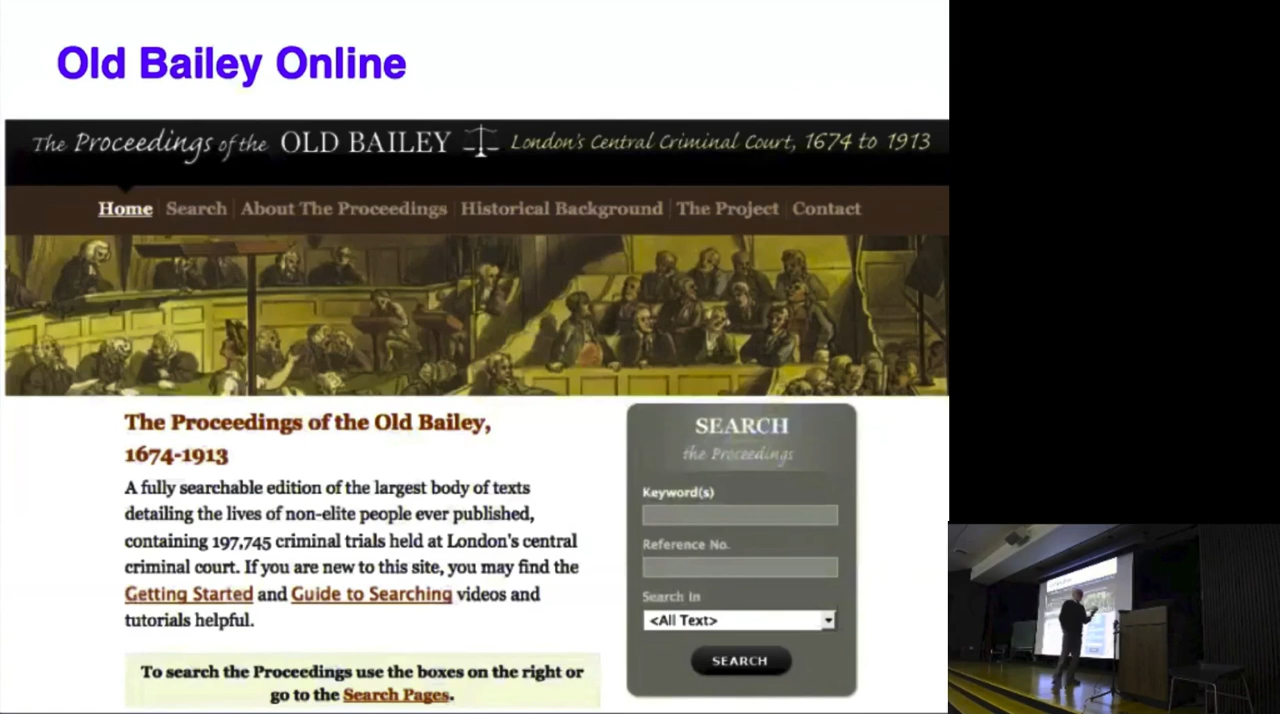 Old Bailey Online
The Proceedings of the OLD BAILEY London's Central Criminal Court, 1674 to 1913
Home Search About The Proceedings Historical Background The Project Contact
The Proceedings of the Old Bailey,
1674-1913
A fully searchable edition of the largest body of texts
detailing the lives of non-elite people ever published,
containing 197,745 criminal trials held at London's central
criminal court. If you are new to this site, you may find the
Getting Started and Guide to Searching videos and
tutorials helpful.
To search the Proceedings use the boxes on the right or
go to the Search Pages.
SEARCH
the Proceedings
Keyword(s)
Reference No.
Search In
<All Text>
SEARCH